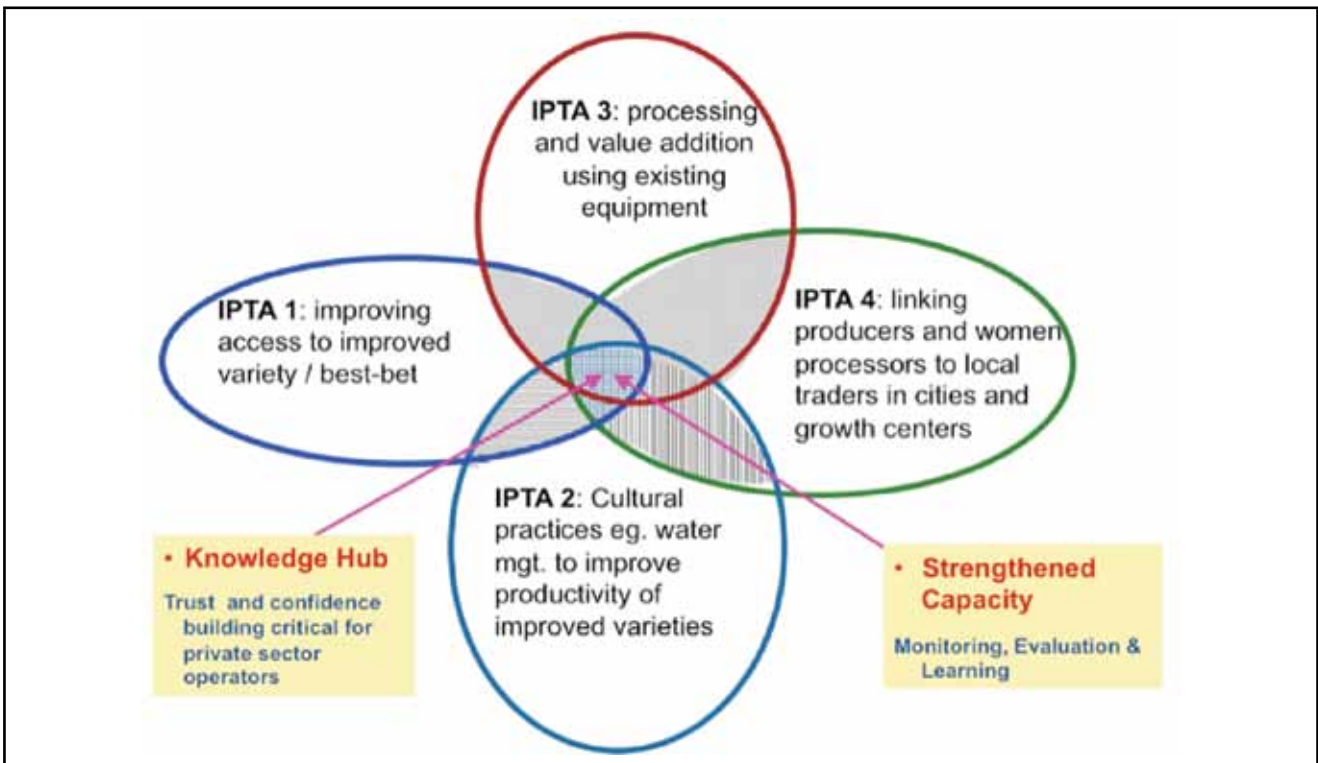 IPTA 3: processing
and value addition
using existing
equipment
IPTA 1: improving
access to improved
variety / best-bet
IPTA 4: linking
producers and women
processors to local
traders in cities and
growth centers
IPTA 2: Cultural
practices eg. water
mgt. to improve
productivity of
improved varieties
• Knowledge Hub
Trust and confidence
building critical for
private sector
operators
• Strengthened
Capacity
Monitoring, Evaluation &
Learning